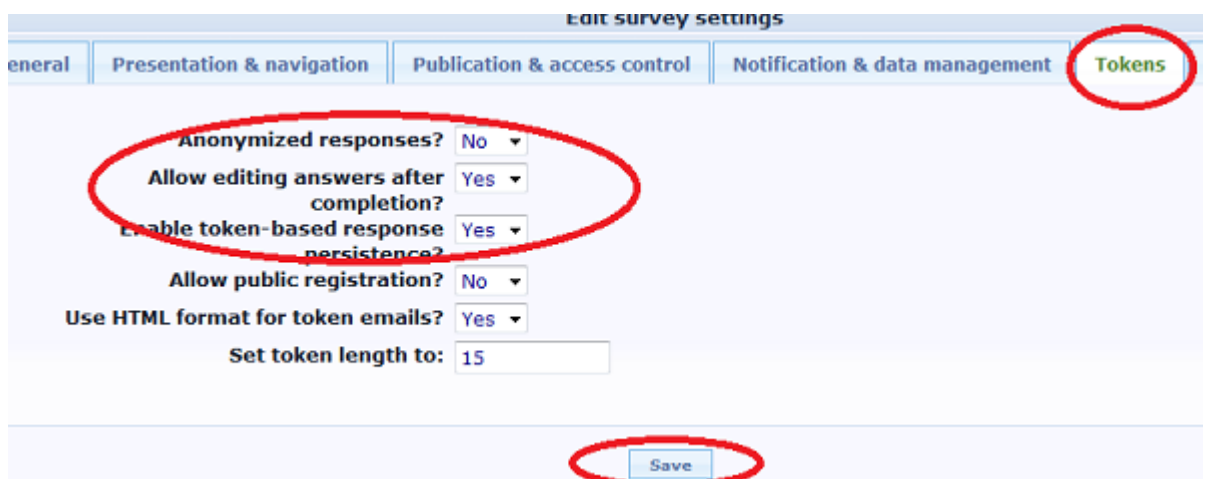 Edit survey settings
eneral Presentation & navigation Publication & access control Notification & data management Tokens
Anonymized responses? No
Allow editing answers after Yes
completion?
Enable token-based response Yes
persistence?
Allow public registration? No
Use HTML format for token emails? Yes
Set token length to: 15
Save